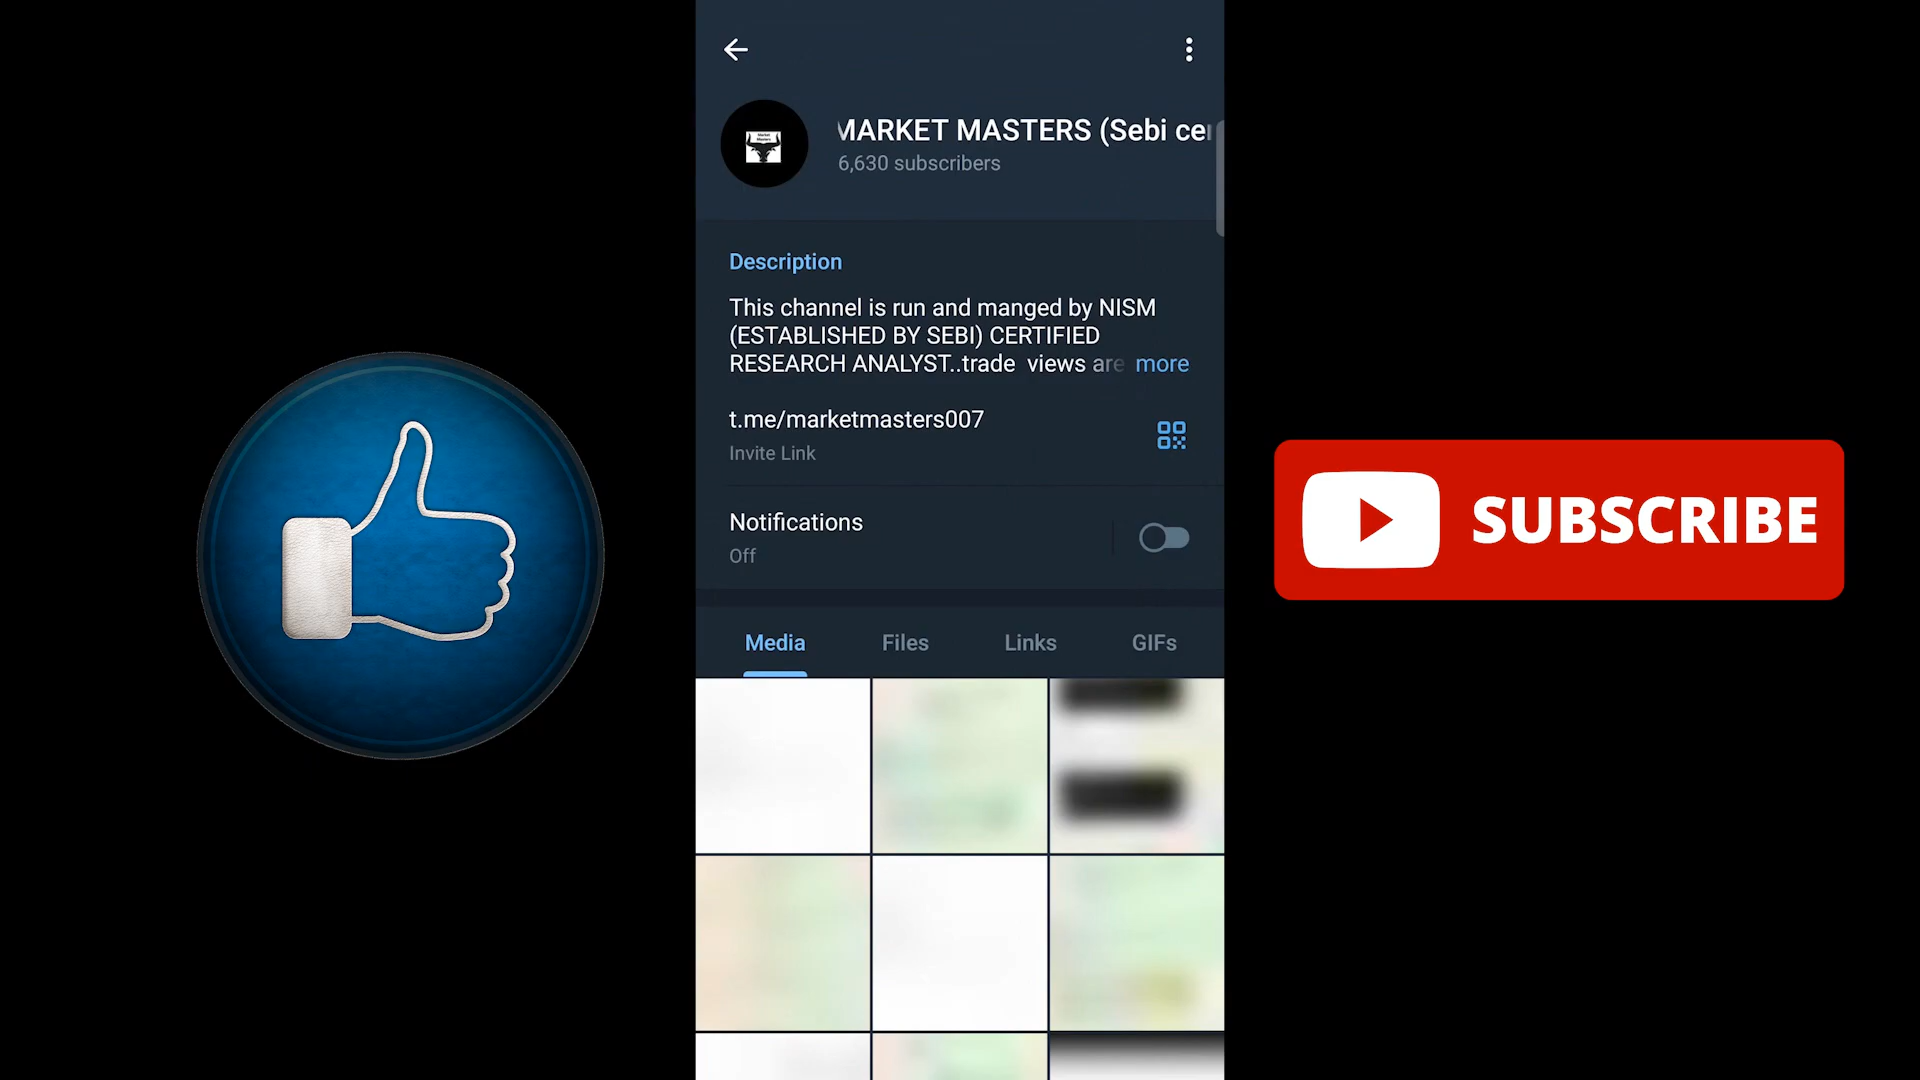 MARKET MASTERS (Sebi
6,630 subscribers
Description
This channel is run and manged by NISM
(ESTABLISHED BY SEBI) CERTIFIED
RESEARCH ANALYST..trade views are more
t.me/marketmasters007
Invite Link
Notifications
Off
Media Files Links GIFs
SUBSCRIBE